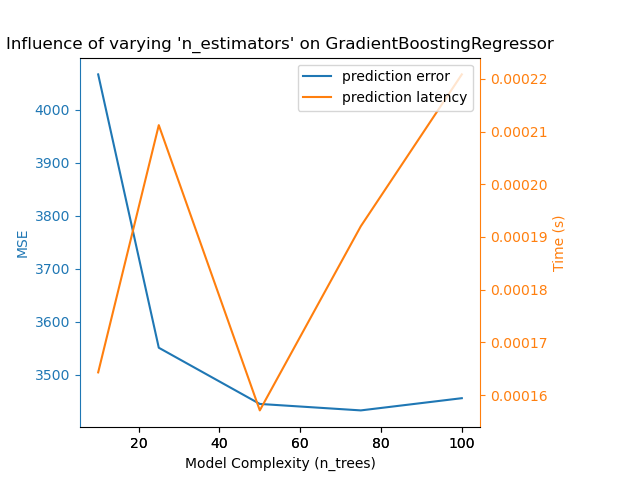 Influence of varying 'n_estimators' on GradientBoostingRegressor
prediction error
prediction latency
MSE
4000
3900
3800
3700
3600
3500
0.00022
0.00021
0.00020
0.00019
0.00018
0.00017
0.00016
Time (s)
20 40 60 80 100
Model Complexity (n_trees)